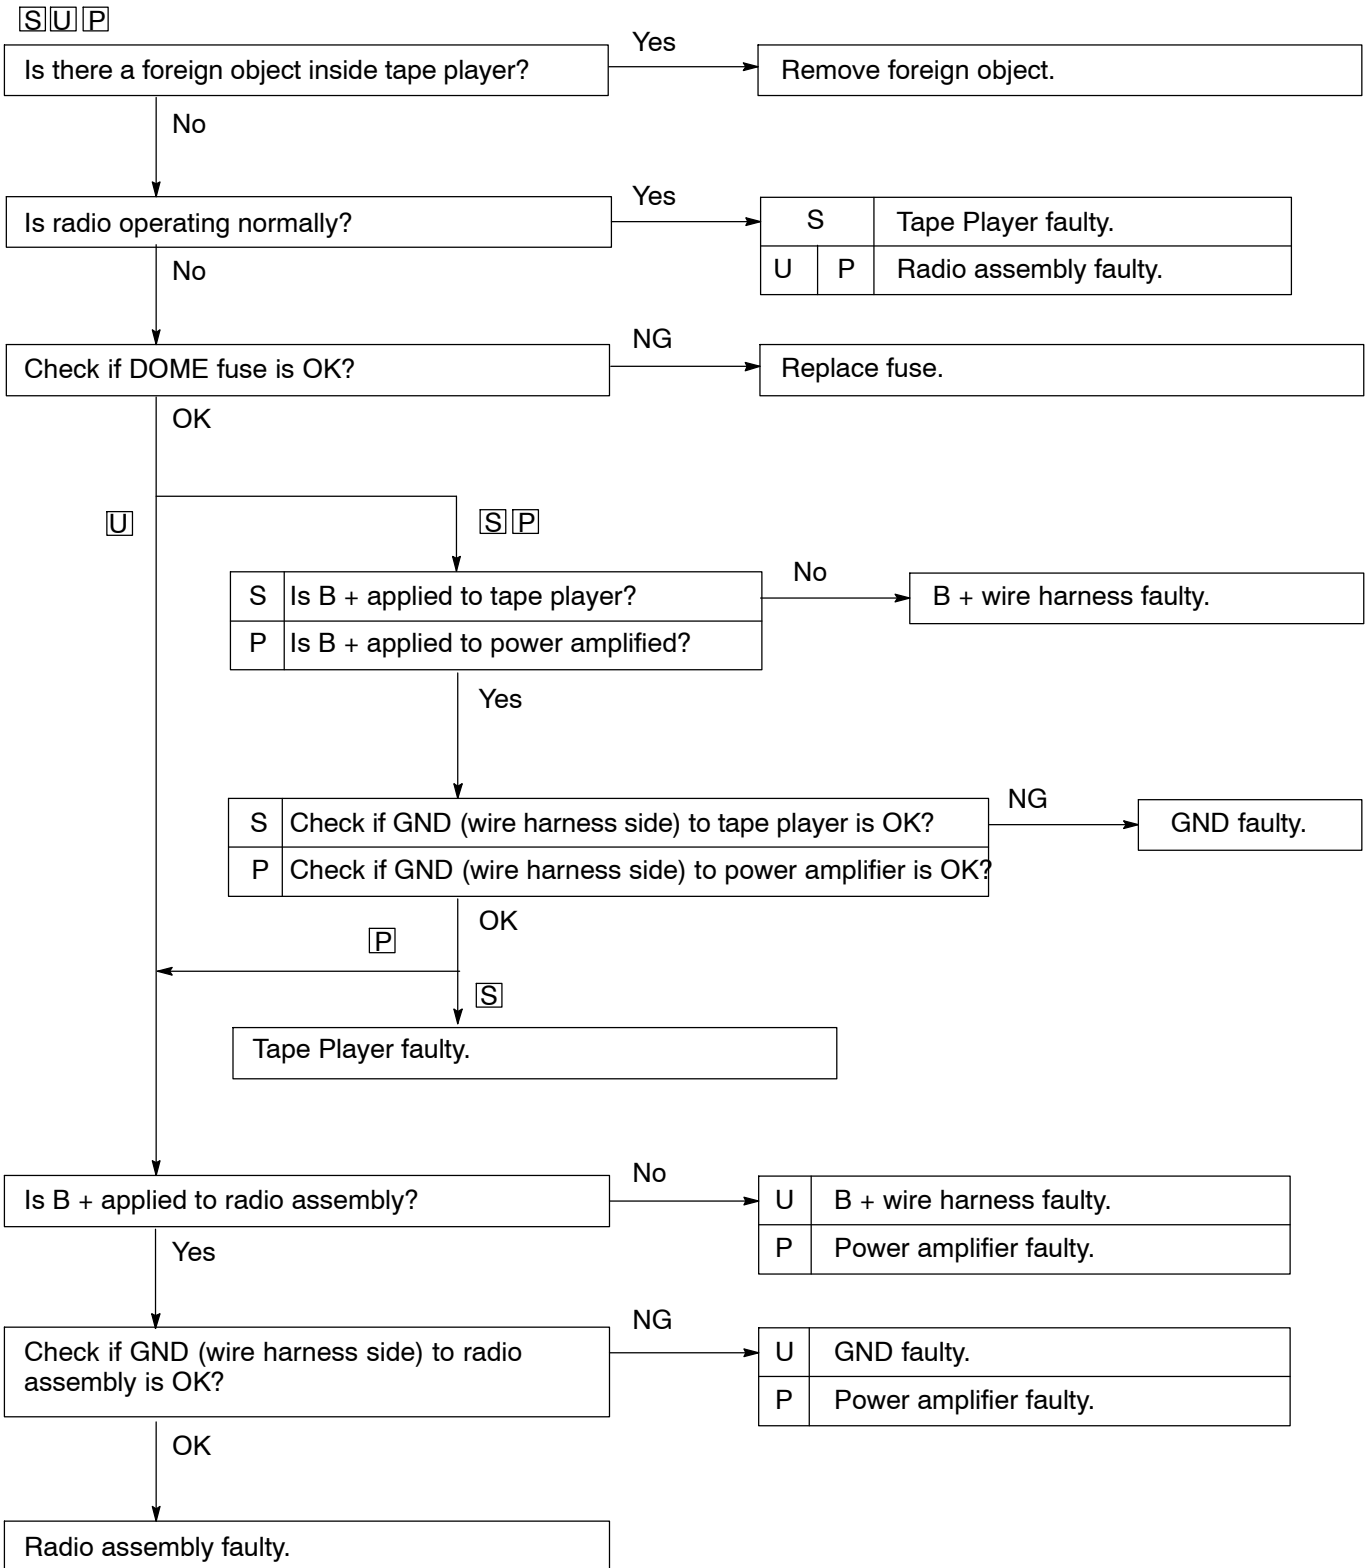 S U P
Is there a foreign object inside tape player?
Yes
Remove foreign object.
No
Is radio operating normally?
Yes
S Tape Player faulty.
U P Radio assembly faulty.
No
Check if DOME fuse is OK?
NG
Replace fuse.
OK
U
S P
S Is B + applied to tape player?
P Is B + applied to power amplified?
No
B + wire harness faulty.
Yes
S Check if GND (wire harness side) to tape player is OK?
P Check if GND (wire harness side) to power amplifier is OK?
NG
GND faulty.
OK
P
S
Tape Player faulty.
Is B + applied to radio assembly?
No
U B + wire harness faulty.
P Power amplifier faulty.
Yes
Check if GND (wire harness side) to radio
assembly is OK?
NG
U GND faulty.
P Power amplifier faulty.
OK
Radio assembly faulty.